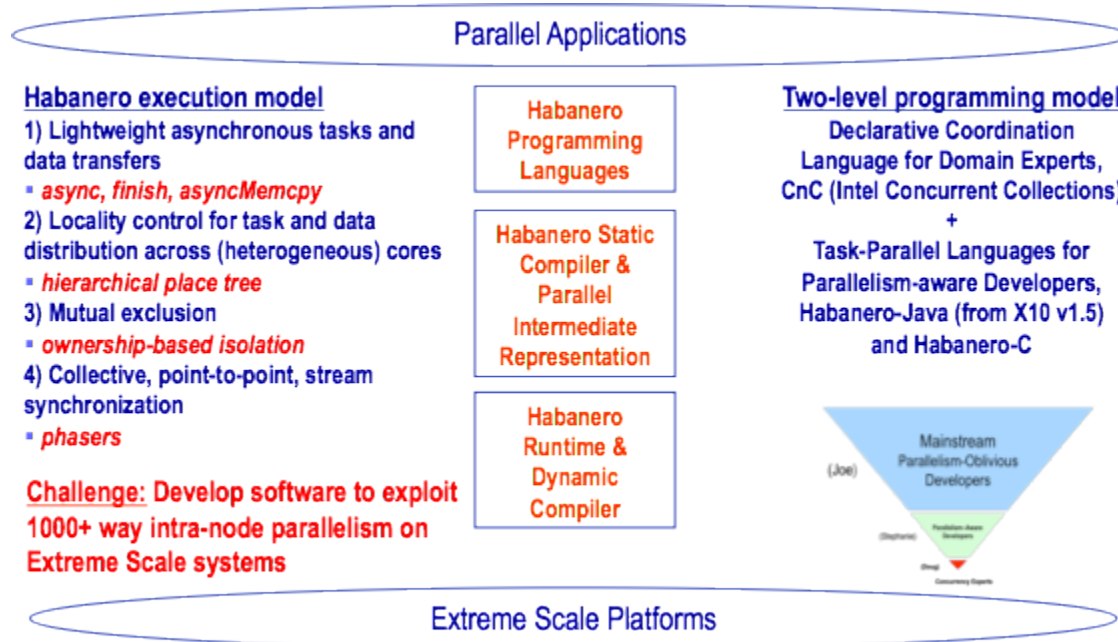 Parallel Applications
Habanero execution model
1) Lightweight asynchronous tasks and
data transfers
▪ async, finish, asyncMemcpy
2) Locality control for task and data
distribution across (heterogeneous) cores
▪ hierarchical place tree
3) Mutual exclusion
▪ ownership-based isolation
4) Collective, point-to-point, stream
synchronization
▪ phasers
Challenge: Develop software to exploit
1000+ way intra-node parallelism on
Extreme Scale systems
Habanero
Programming
Languages
Habanero Static
Compiler &
Parallel
Intermediate
Representation
Habanero
Runtime &
Dynamic
Compiler
Two-level programming model
Declarative Coordination
Language for Domain Experts,
CnC (Intel Concurrent Collections)
+
Task-Parallel Languages for
Parallelism-aware Developers,
Habanero-Java (from X10 v1.5)
and Habanero-C
Mainstream
Parallelism-Oblivious
Developers
(Joe)
Parallelism-Aware
Developers
(Stephanie)
(Doug)
Concurrency Experts
Extreme Scale Platforms